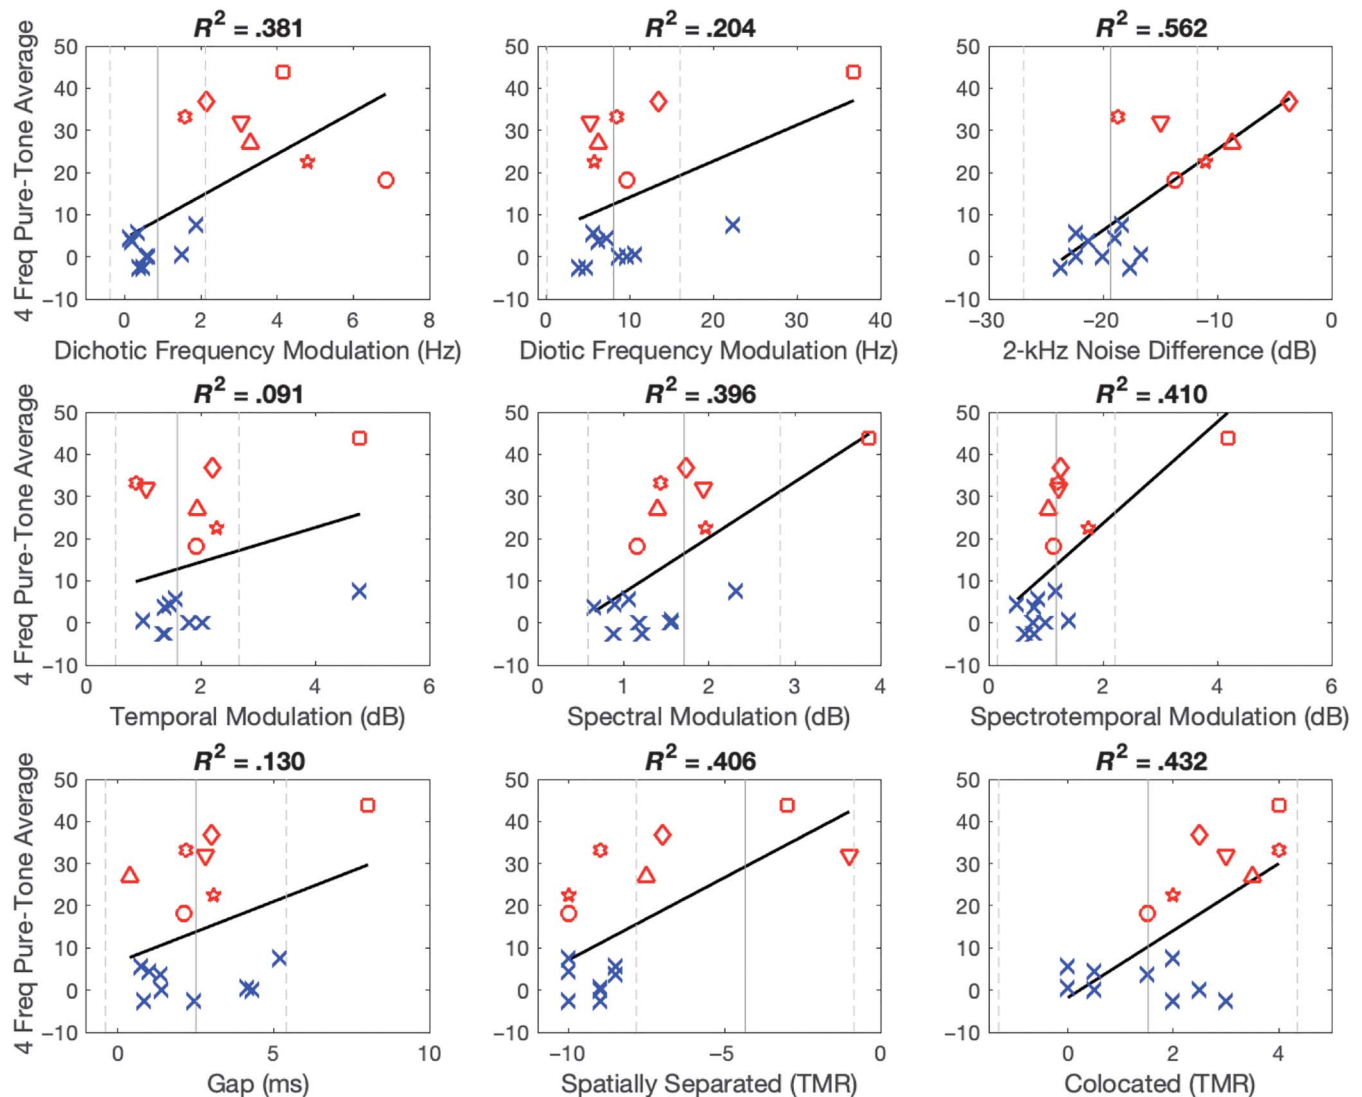 R² = .381 R² = .204 R² = .562
4 Freq Pure-Tone Average
50 50 50
40 40 40
30 30 30
20 20 20
10 10 10
0 0 0
−10 −10 −10
0 2 4 6 8 0 10 20 30 40 −30 −20 −10 0
Dichotic Frequency Modulation (Hz) Diotic Frequency Modulation (Hz) 2-kHz Noise Difference (dB)
R² = .091 R² = .396 R² = .410
4 Freq Pure-Tone Average
50 50 50
40 40 40
30 30 30
20 20 20
10 10 10
0 0 0
−10 −10 −10
0 2 4 6 0 1 2 3 4 0 2 4 6
Temporal Modulation (dB) Spectral Modulation (dB) Spectrotemporal Modulation (dB)
R² = .130 R² = .406 R² = .432
4 Freq Pure-Tone Average
50 50 50
40 40 40
30 30 30
20 20 20
10 10 10
0 0 0
−10 −10 −10
0 5 10 −10 −5 0 0 2 4
Gap (ms) Spatially Separated (TMR) Colocated (TMR)